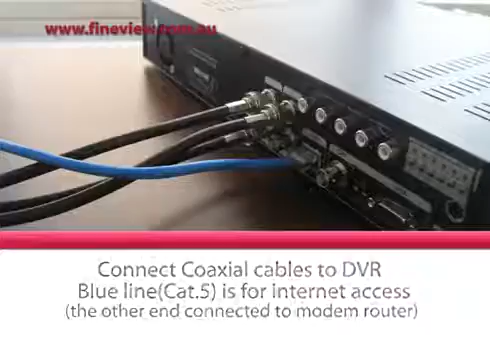 www.fineview.com.au
Connect Coaxial cables to DVR
Blue line(Cat.5) is for internet access
(the other end connected to modem router)